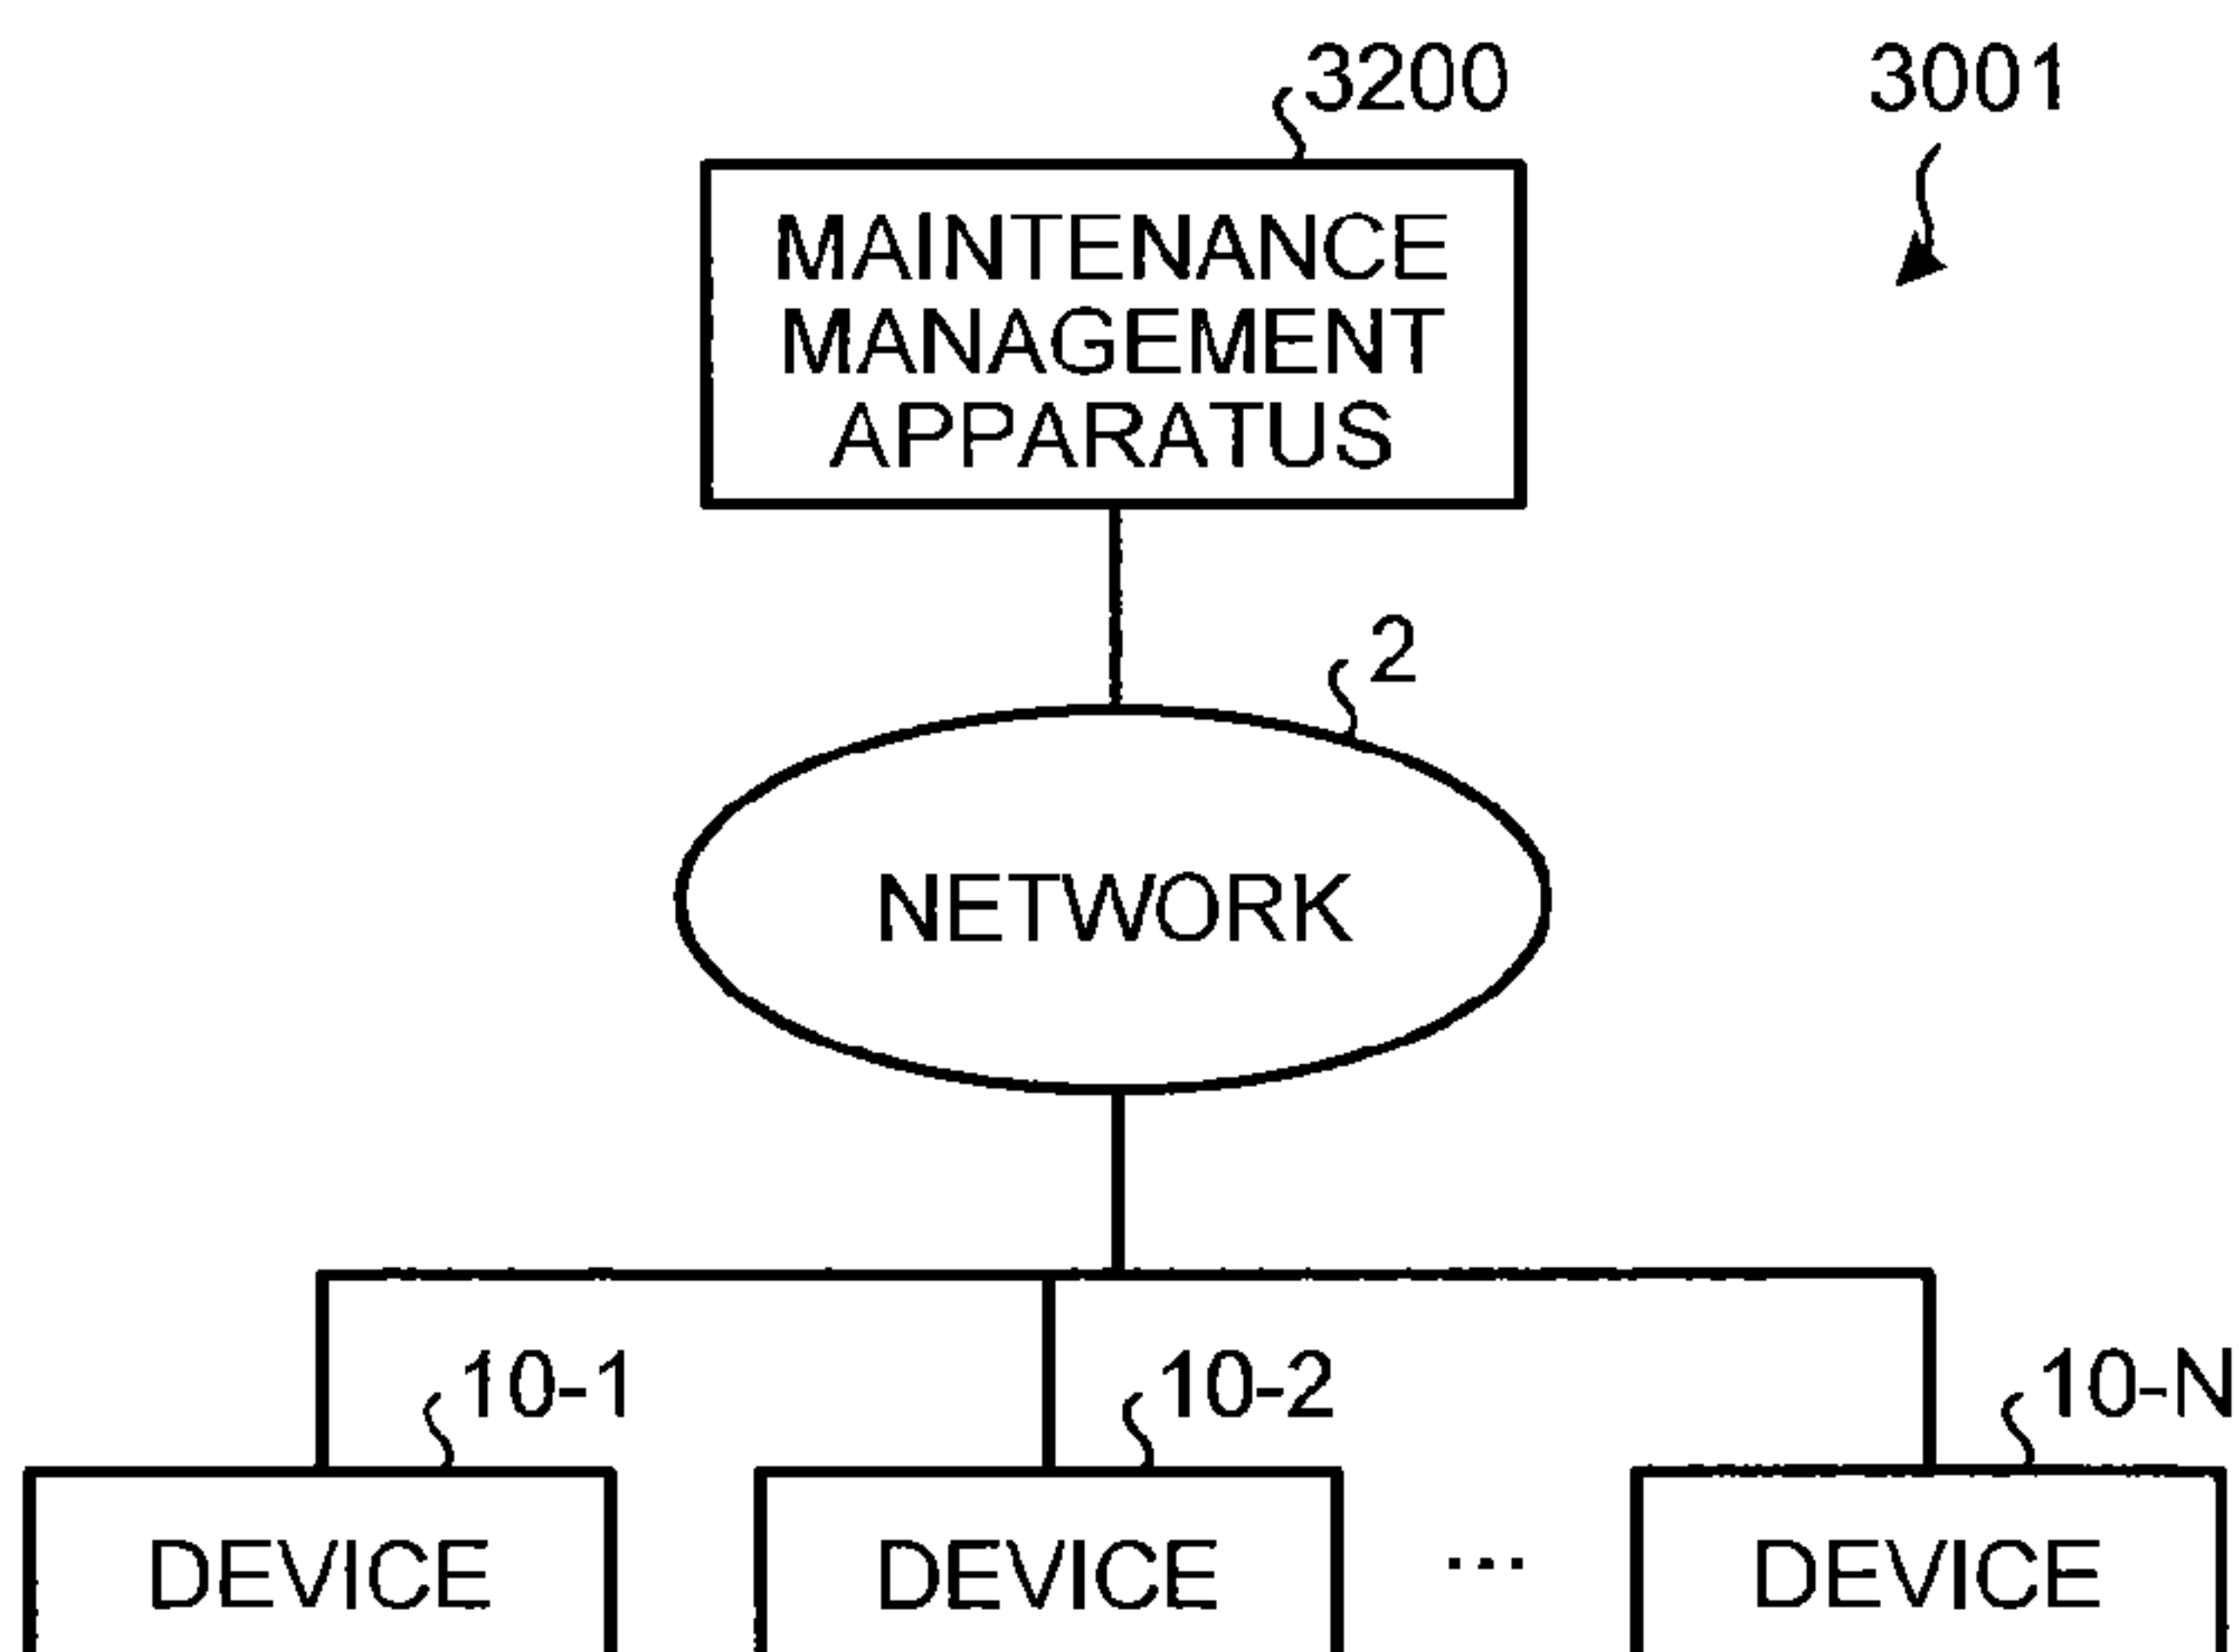 3200
3001
MAINTENANCE
MANAGEMENT
APPARATUS
2
NETWORK
10-1
10-2
10-N
DEVICE
DEVICE
...
DEVICE